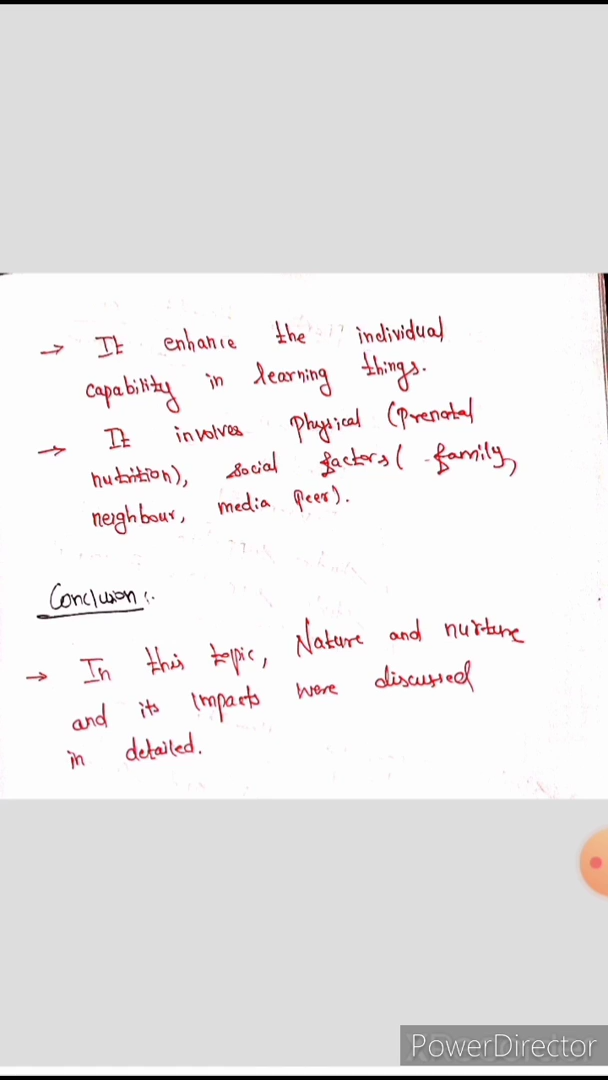 → It enhance the individual
capability in learning things.
→ It involves physical (Prenatal
nutrition), social factors ( family,
neighbour, media peer).
Conclusion:.
→ In this topic, Nature and nurture
and its impacts were discussed
in detailed.
PowerDirector